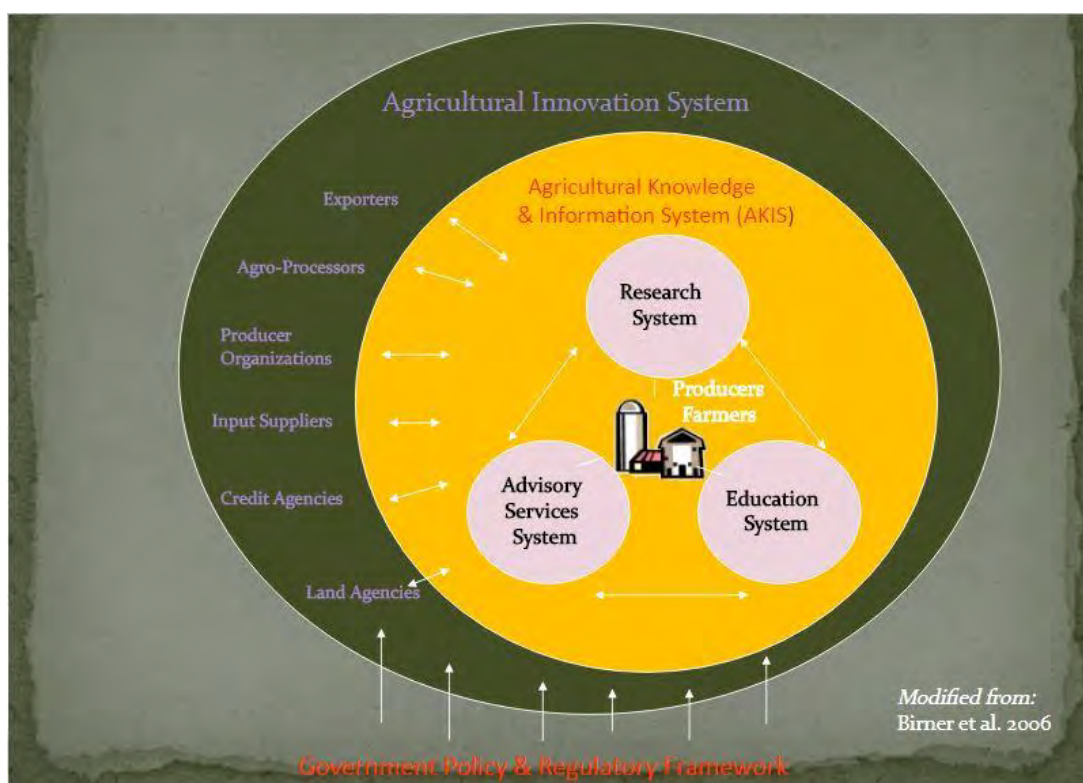 Agricultural Innovation System
Agricultural Knowledge
& Information System (AKIS)
Exporters
Agro-Processors
Producer
Organizations
Input Suppliers
Credit Agencies
Land Agencies
Research
System
Producers
Farmers
Advisory
Services
System
Education
System
Modified from:
Birner et al. 2006
Government Policy & Regulatory Framework